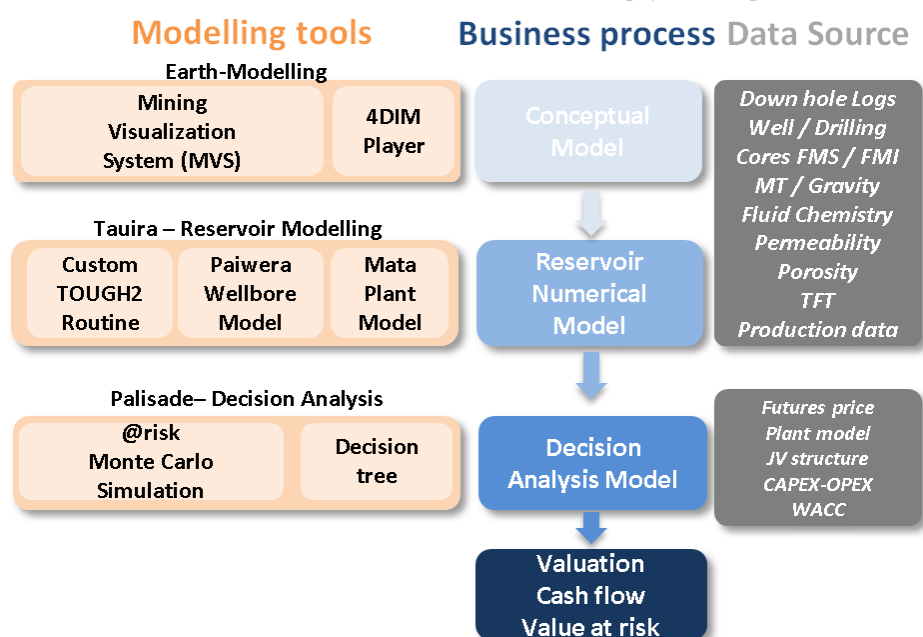 Modelling tools
Business process
Data Source
Earth-Modelling
Mining
Visualization
System (MVS)
4DIM
Player
Conceptual
Model
Down hole Logs
Well / Drilling
Cores FMS / FMI
MT / Gravity
Fluid Chemistry
Permeability
Porosity
TFT
Production data
Tauira – Reservoir Modelling
Custom
TOUGH2
Routine
Paiwera
Wellbore
Model
Mata
Plant
Model
Reservoir
Numerical
Model
Palisade– Decision Analysis
@risk
Monte Carlo
Simulation
Decision
tree
Decision
Analysis Model
Futures price
Plant model
JV structure
CAPEX-OPEX
WACC
Valuation
Cash flow
Value at risk